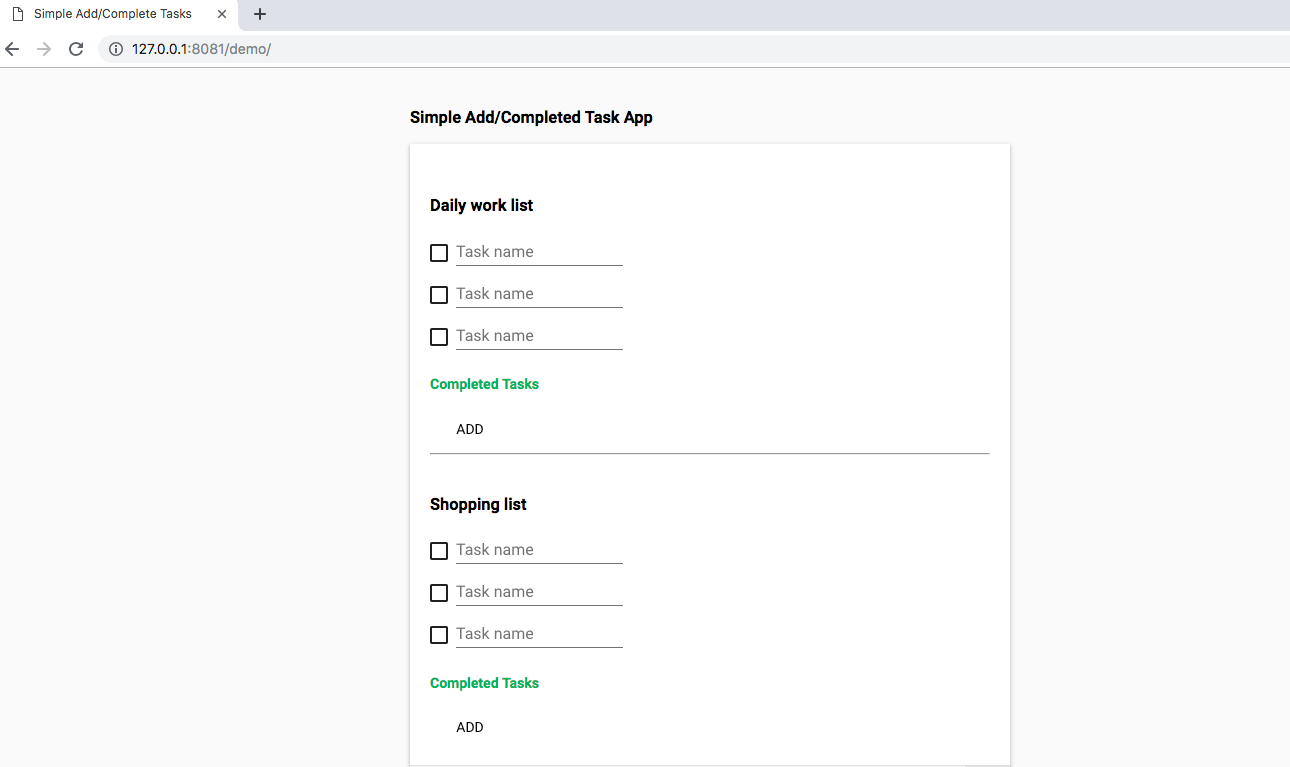 Simple Add/Complete Tasks
127.0.0.1:8081/demo/
Simple Add/Completed Task App
Daily work list
Task name
Task name
Task name
Completed Tasks
ADD
Shopping list
Task name
Task name
Task name
Completed Tasks
ADD